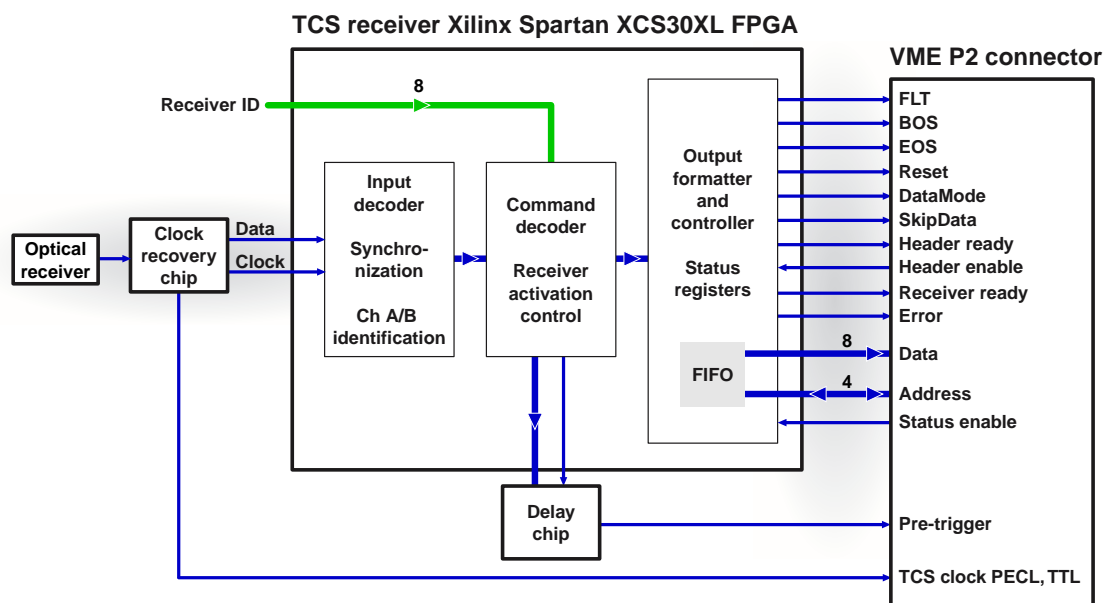 TCS receiver Xilinx Spartan XCS30XL FPGA
VME P2 connector
Receiver ID
8
Optical
receiver
Clock
recovery
chip
Data
Clock
Input
decoder
Synchro-
nization
Ch A/B
identification
Command
decoder
Receiver
activation
control
Output
formatter
and
controller
Status
registers
FIFO
8
4
FLT
BOS
EOS
Reset
DataMode
SkipData
Header ready
Header enable
Receiver ready
Error
Data
Address
Status enable
Delay
chip
Pre-trigger
TCS clock PECL, TTL